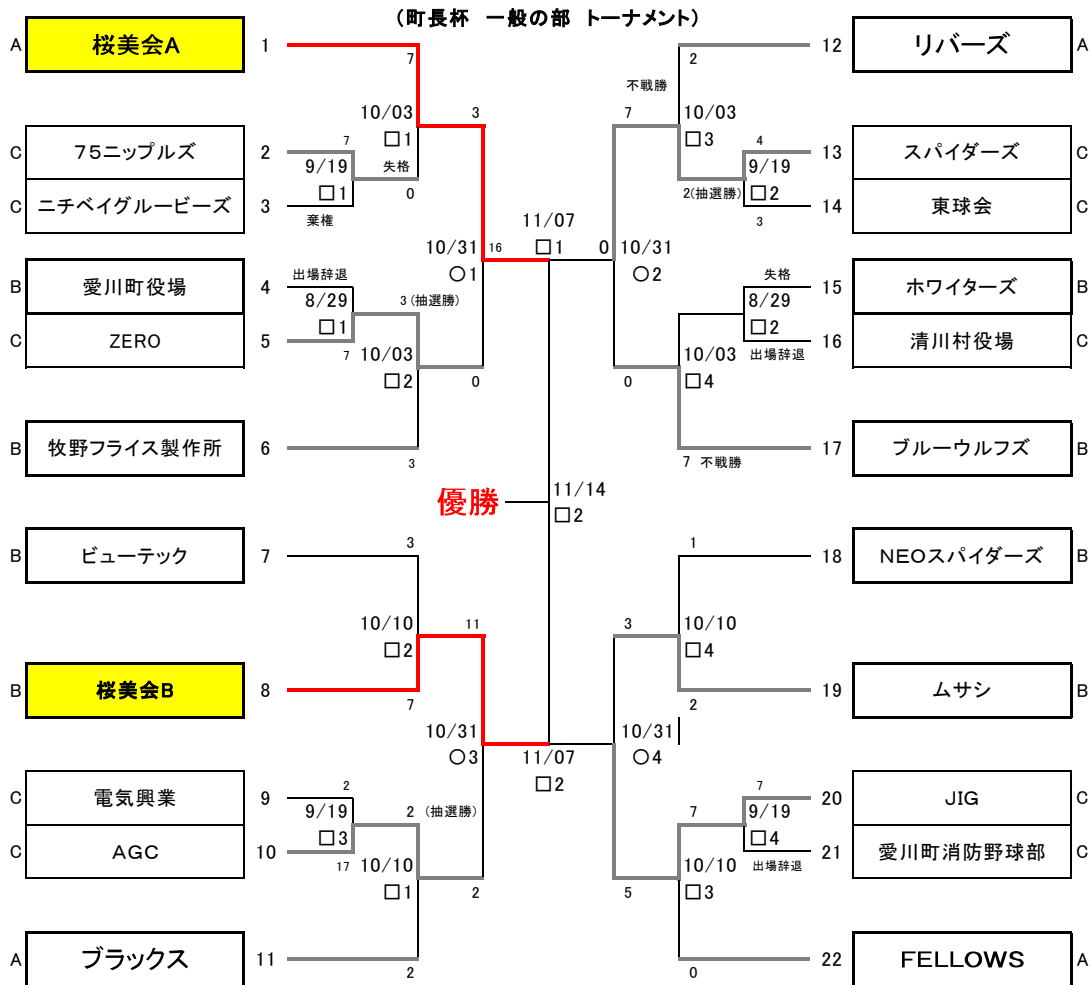 (町長杯 一般の部 トーナメント)
A 桜美会A 1
7
10/03
□1
3
C 75ニップルズ 2
7
9/19
□1
失格
0
C ニチベイグルービーズ 3
棄権
10/31
○1
16
11/07
□1
B 愛川町役場 4
出場辞退
8/29
□1
3(抽選勝)
C ZERO 5
7
10/03
□2
0
B 牧野フライス製作所 6
3
優勝
11/14
□2
B ビューテック 7
3
10/10
□2
11
B 桜美会B 8
7
10/31
○3
11/07
□2
C 電気興業 9
2
9/19
□3
2 (抽選勝)
C AGC 10
17
10/10
□1
2
A ブラックス 11
2
12 リバーズ A
2
不戦勝
7
10/03
□3
13 スパイダーズ C
4
9/19
□2
2(抽選勝)
14 東球会 C
3
0
10/31
○2
15 ホワイターズ B
失格
8/29
□2
16 清川村役場 C
出場辞退
10/03
□4
0
17 ブルーウルフズ B
7 不戦勝
18 NEOスパイダーズ B
1
3
10/10
□4
19 ムサシ B
2
10/31
○4
20 JIG C
7
7
9/19
□4
21 愛川町消防野球部 C
出場辞退
10/10
□3
5
22 FELLOWS A
0